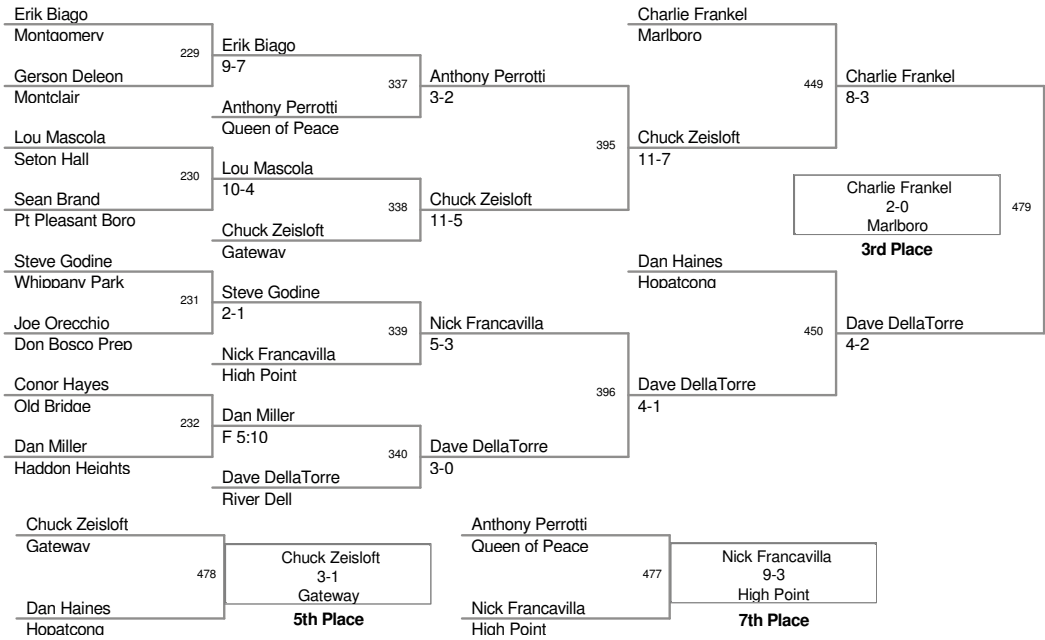 Erik Biago
Montgomery
229
Gerson Deleon
Montclair
Lou Mascola
Seton Hall
230
Sean Brand
Pt Pleasant Boro
Steve Godine
Whippany Park
231
Joe Orecchio
Don Bosco Prep
Conor Hayes
Old Bridge
232
Dan Miller
Haddon Heights
Erik Biago
9-7
337
Anthony Perrotti
Queen of Peace
Lou Mascola
10-4
338
Chuck Zeisloft
Gateway
Steve Godine
2-1
339
Nick Francavilla
High Point
Dan Miller
F 5:10
340
Dave DellaTorre
River Dell
Anthony Perrotti
3-2
395
Chuck Zeisloft
11-5
Nick Francavilla
5-3
396
Dave DellaTorre
3-0
Charlie Frankel
Marlboro
449
Chuck Zeisloft
11-7
Dan Haines
Hopatcong
450
Dave DellaTorre
4-1
Charlie Frankel
8-3
Charlie Frankel
2-0
Marlboro
479
3rd Place
Dave DellaTorre
4-2
Chuck Zeisloft
Gateway
478
Dan Haines
Hopatcong
Chuck Zeisloft
3-1
Gateway
5th Place
Anthony Perrotti
Queen of Peace
477
Nick Francavilla
High Point
Nick Francavilla
9-3
High Point
7th Place